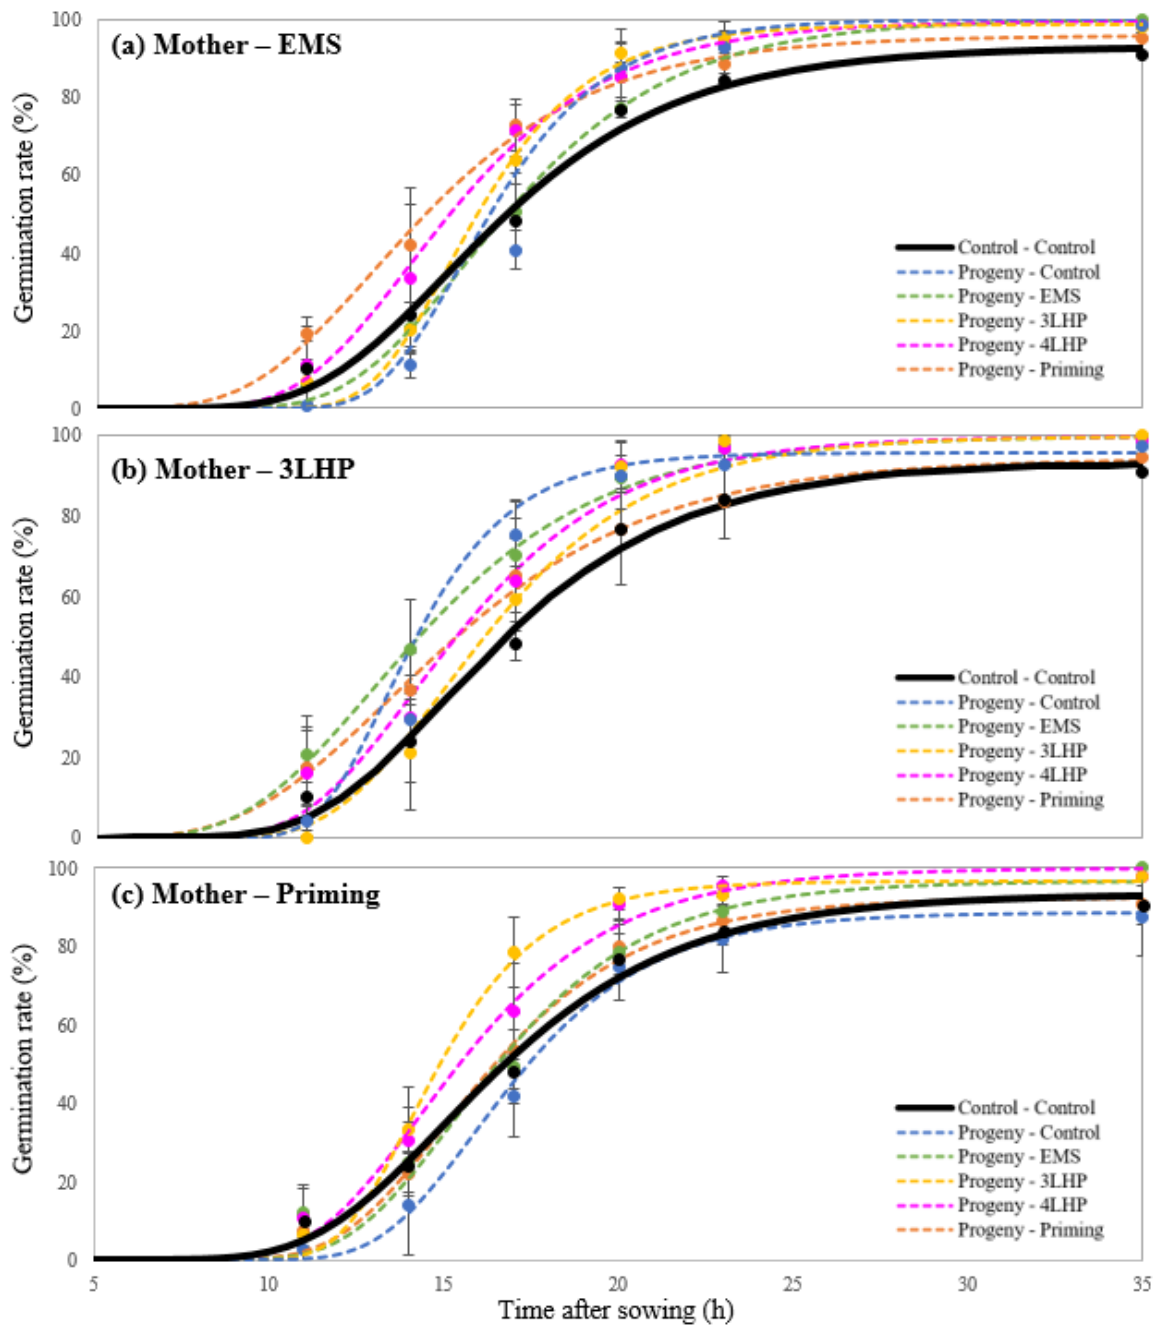 (a) Mother – EMS
Germination rate (%)
100
80
60
40
20
0
Control - Control
Progeny - Control
Progeny - EMS
Progeny - 3LHP
Progeny - 4LHP
Progeny - Priming
(b) Mother – 3LHP
Germination rate (%)
100
80
60
40
20
0
Control - Control
Progeny - Control
Progeny - EMS
Progeny - 3LHP
Progeny - 4LHP
Progeny - Priming
(c) Mother – Priming
Germination rate (%)
100
80
60
40
20
0
Control - Control
Progeny - Control
Progeny - EMS
Progeny - 3LHP
Progeny - 4LHP
Progeny - Priming
5 10 15 20 25 30 35
Time after sowing (h)